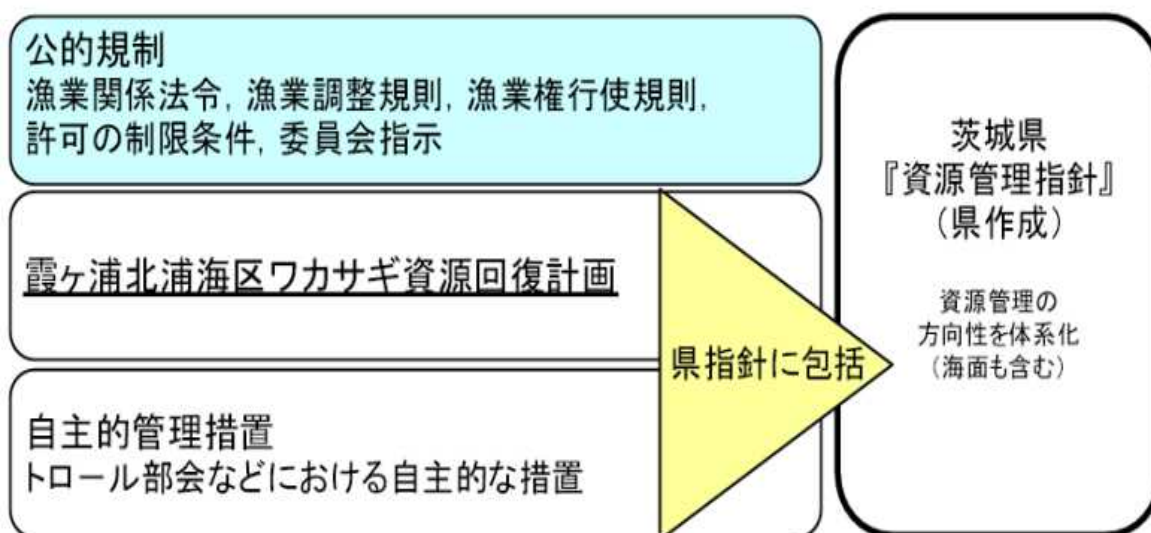 公的規制
漁業関係法令, 漁業調整規則, 漁業権行使規則,
許可の制限条件, 委員会指示
霞ヶ浦北浦海区ワカサギ資源回復計画
自主的管理措置
トロール部会などにおける自主的な措置
県指針に包括
茨城県
『資源管理指針』
（県作成）
資源管理の
方向性を体系化
（海面も含む）